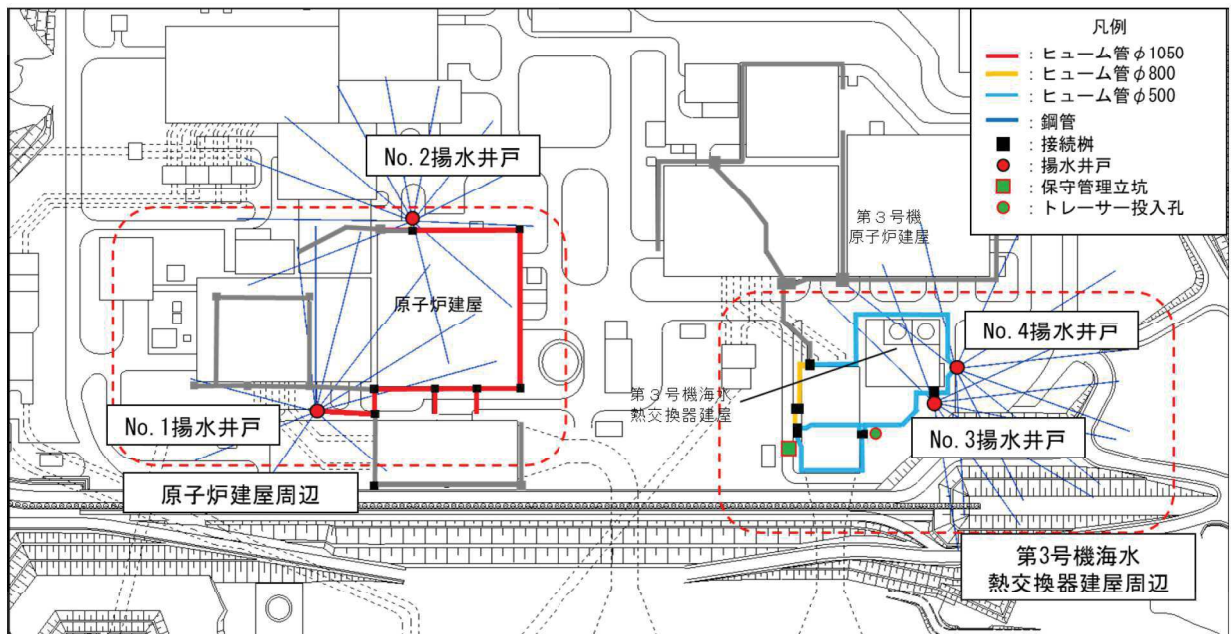 凡例
: ヒューム管φ1050
: ヒューム管φ800
: ヒューム管φ500
: 鋼管
: 接続桝
: 揚水井戸
: 保守管理立坑
: トレーサー投入孔
No.2揚水井戸
原子炉建屋
No.1揚水井戸
原子炉建屋周辺
第3号機
原子炉建屋
No.4揚水井戸
第3号機海水
熱交換器建屋
No.3揚水井戸
第3号機海水
熱交換器建屋周辺